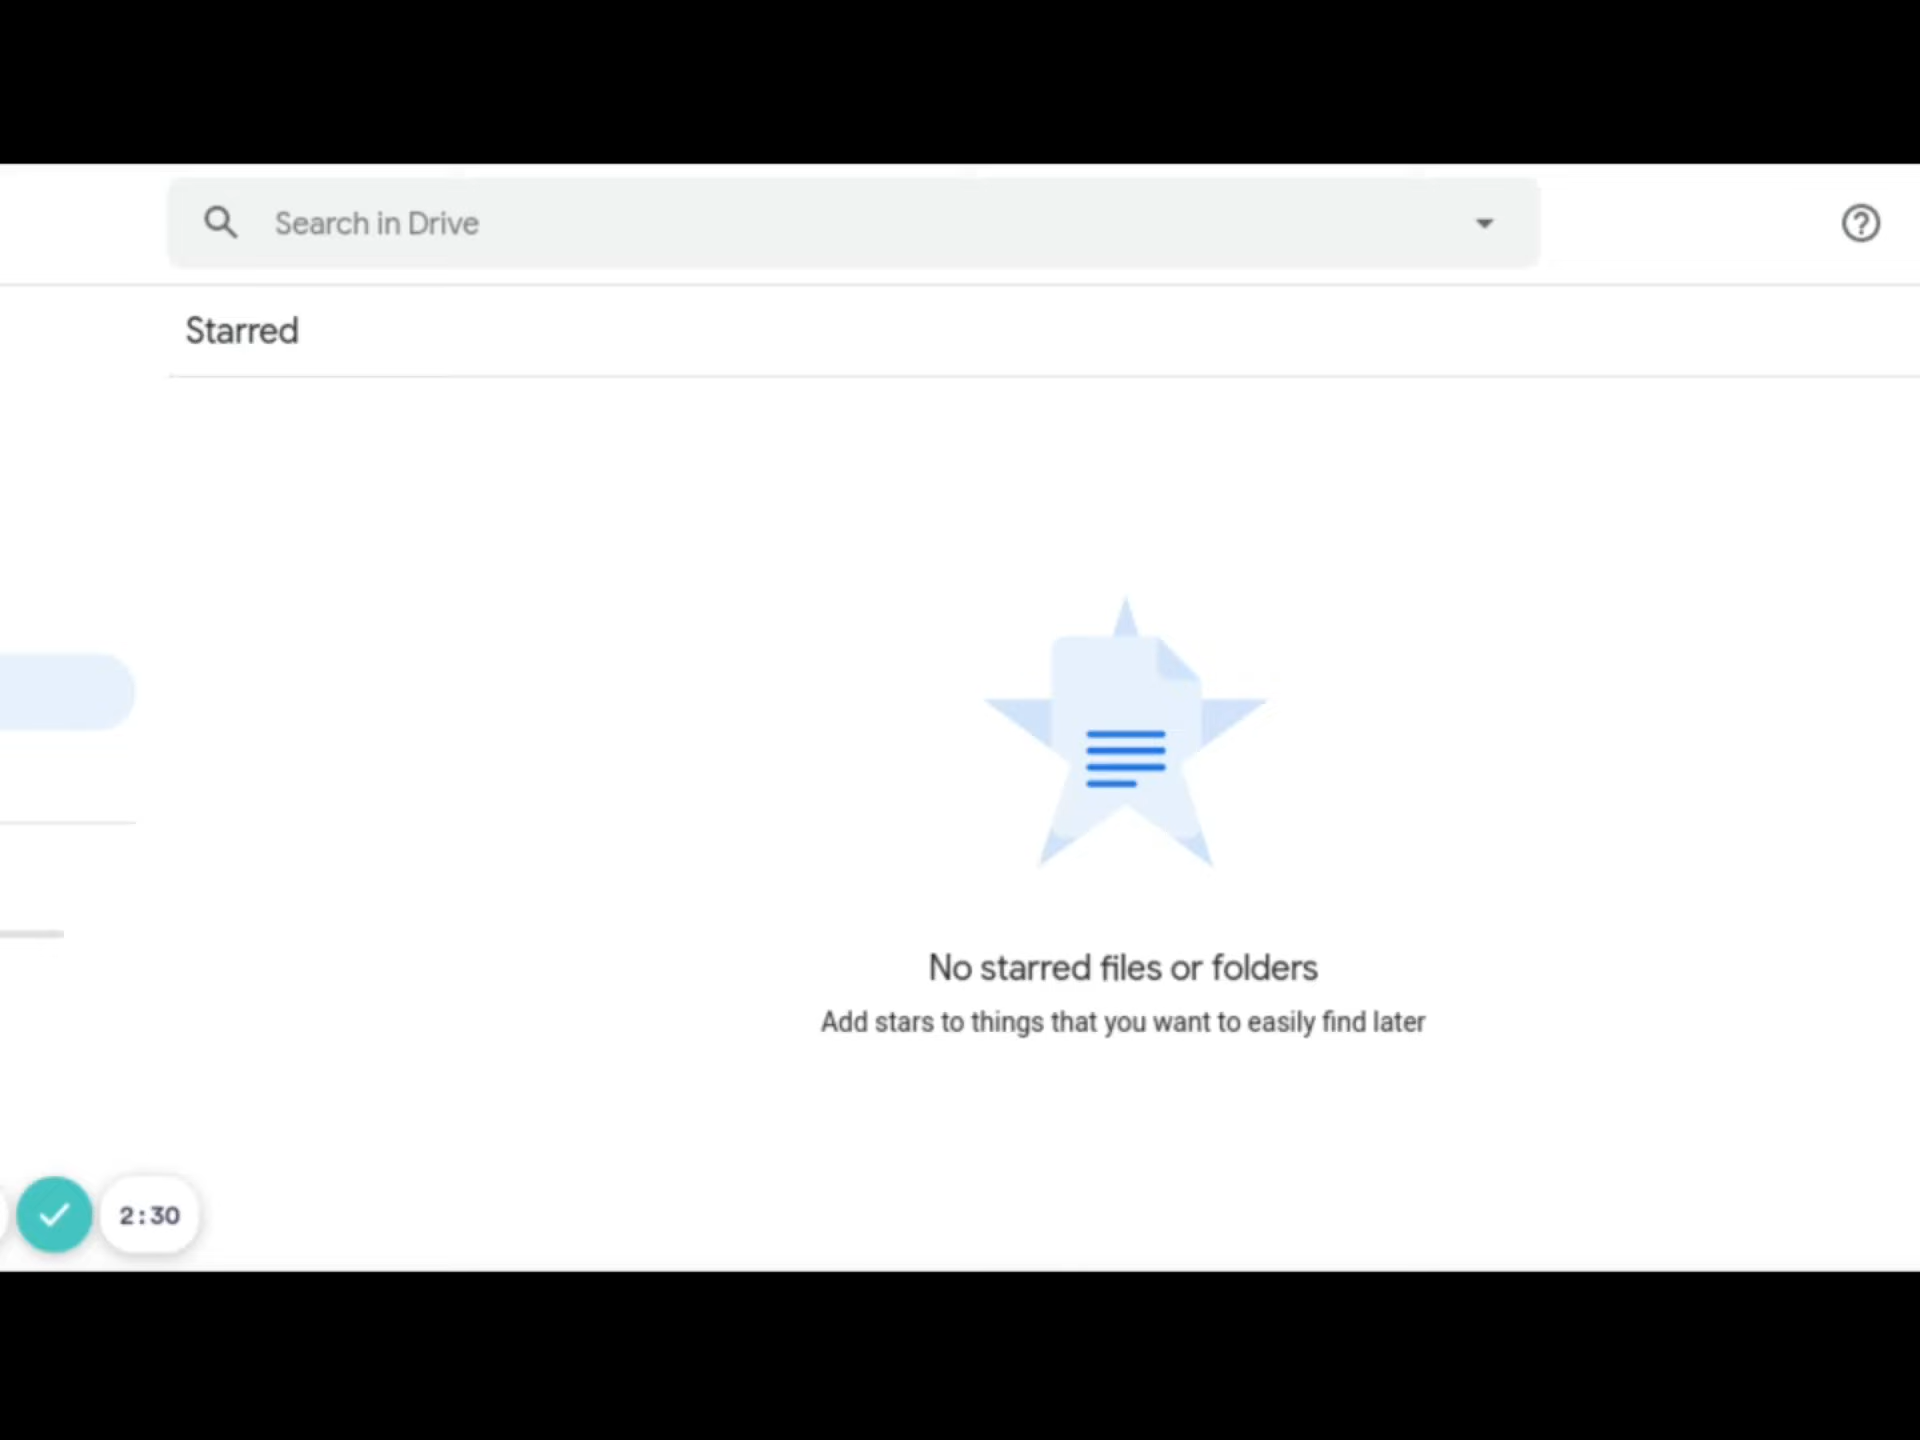 Search in Drive
Starred
No starred files or folders
Add stars to things that you want to easily find later
2:30